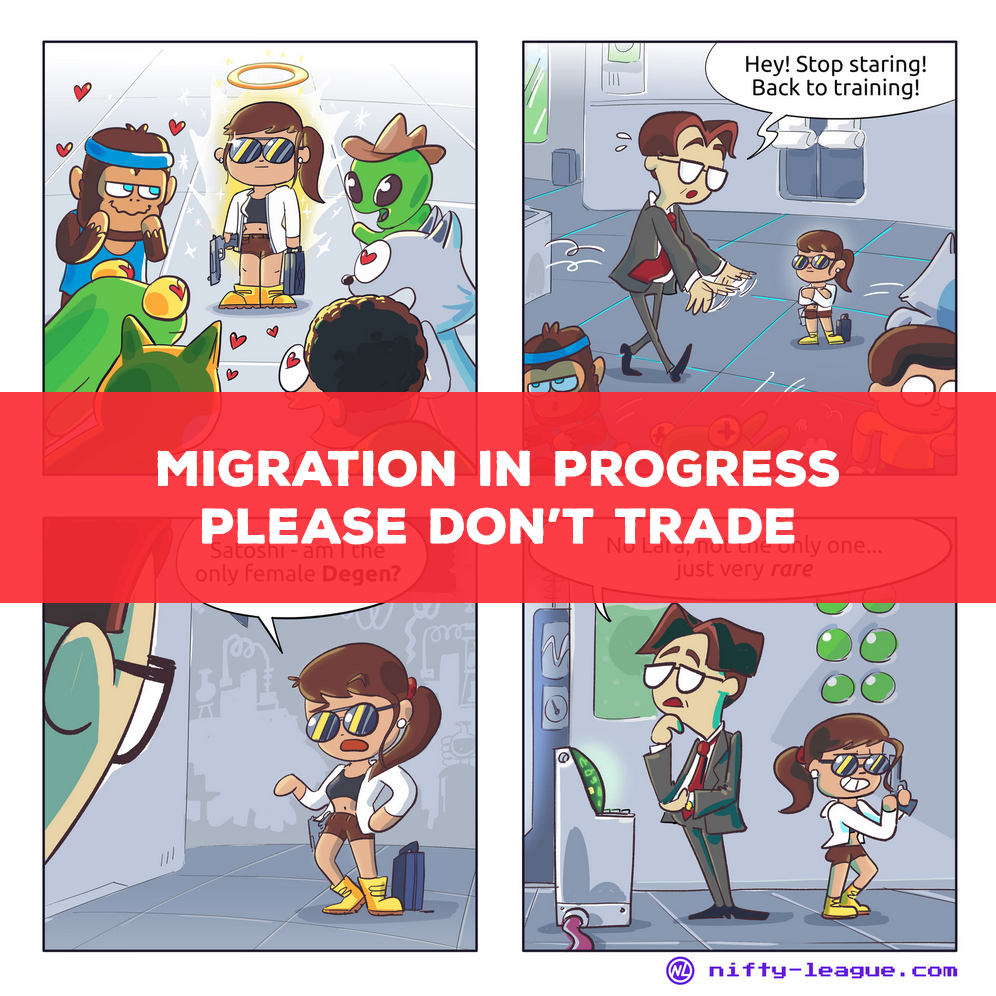 Hey! Stop staring!
Back to training!
MIGRATION IN PROGRESS
PLEASE DON'T TRADE
Satoshi - am I the
only female Degen?
No Lara, not the only one...
just very rare
NL nifty-league.com